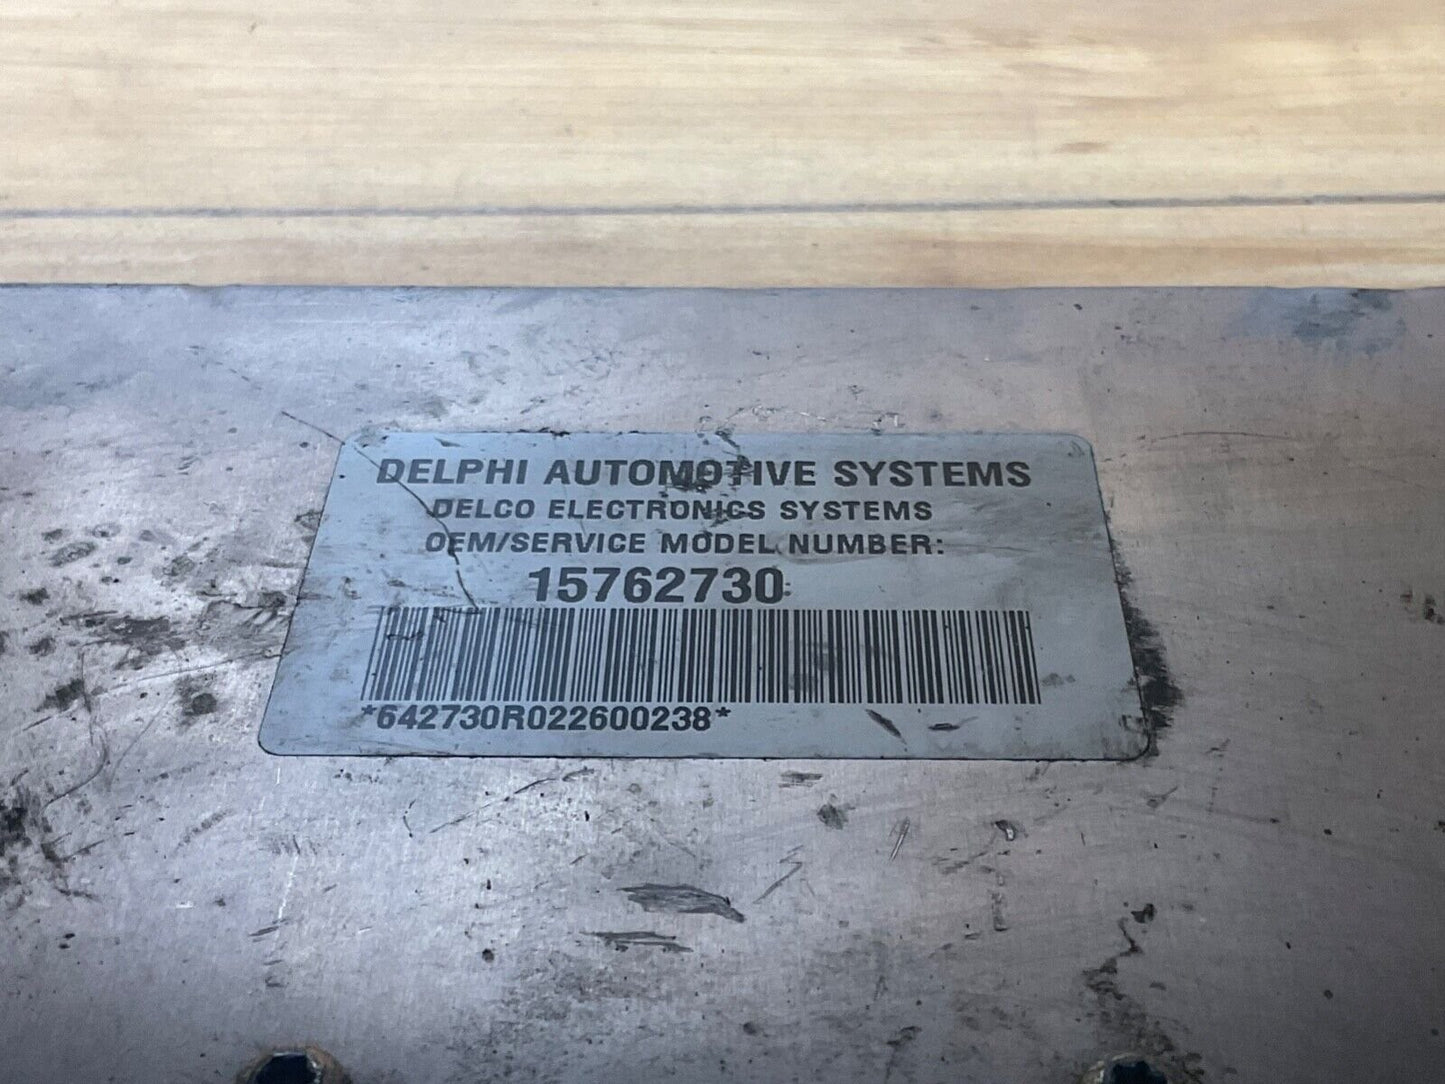 DELPHI AUTOMOTIVE SYSTEMS
DELCO ELECTRONICS SYSTEMS
OEM/SERVICE MODEL NUMBER:
15762730
*642730R022600238*